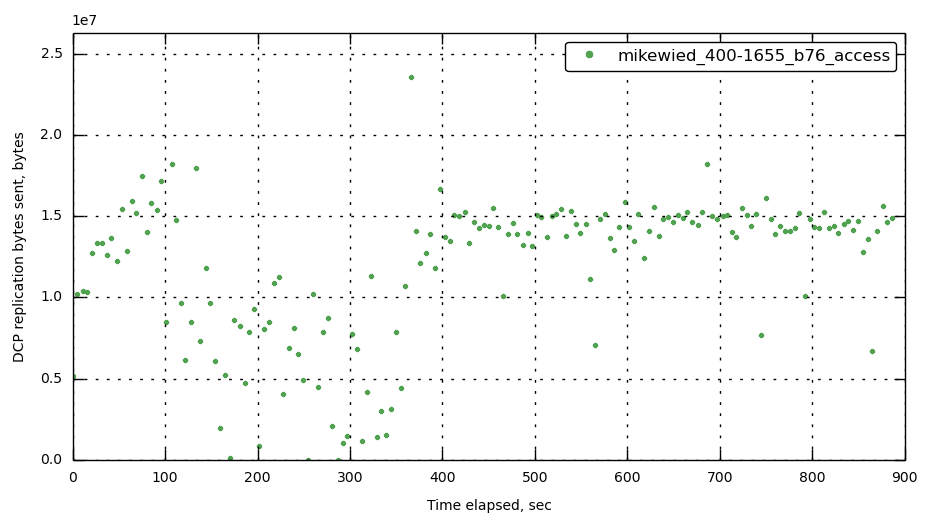 1e7
mikewied_400-1655_b76_access
2.5
2.0
1.5
1.0
0.5
0.0
DCP replication bytes sent, bytes
0 100 200 300 400 500 600 700 800 900
Time elapsed, sec